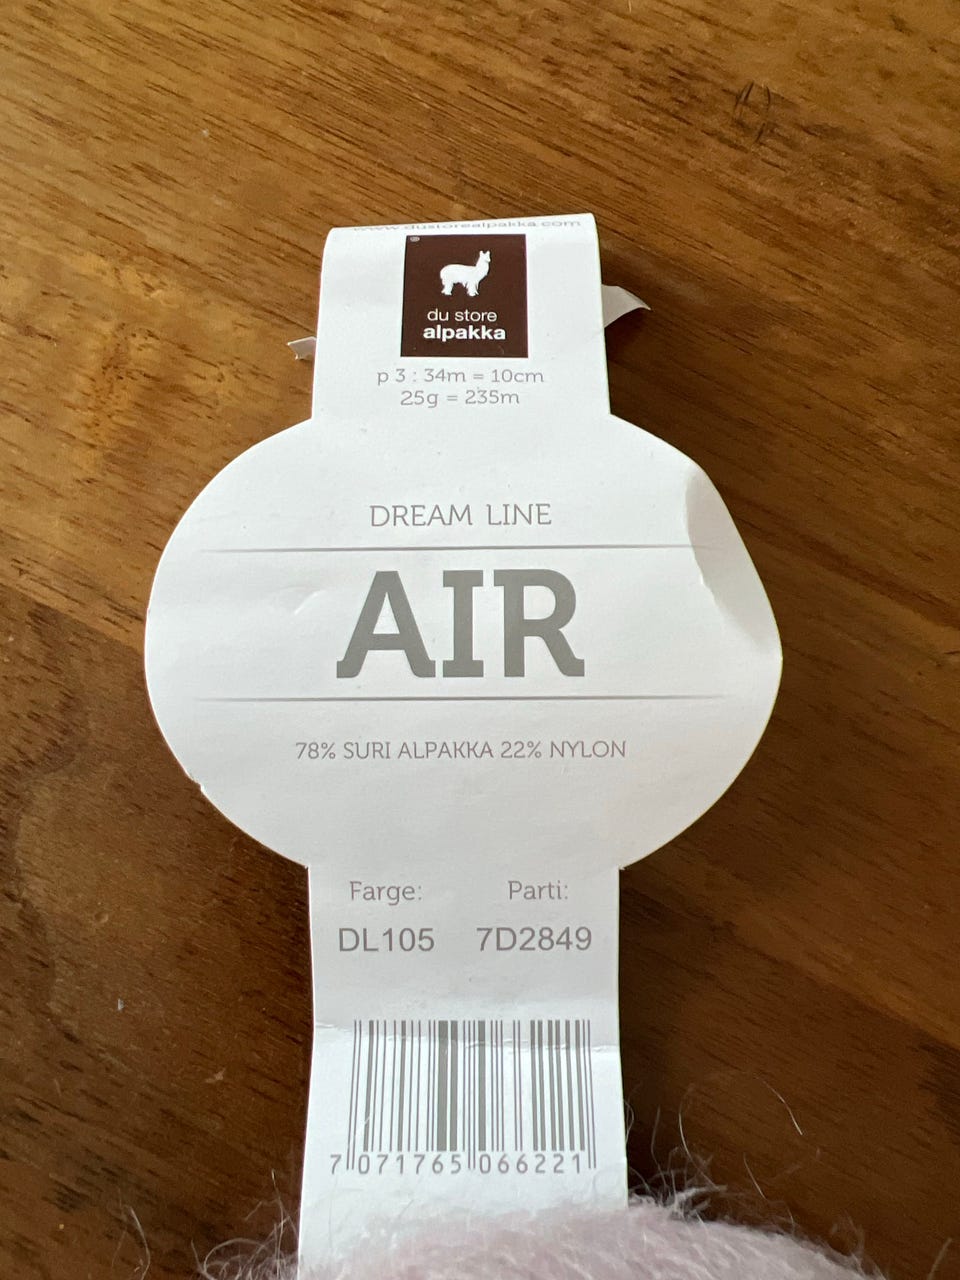 www.dustorealpakka.com
®
du store
alpakka
p 3 : 34m = 10cm
25g = 235m
DREAM LINE
AIR
78% SURI ALPAKKA 22% NYLON
Farge: Parti:
DL105 7D2849
7 071765 066221